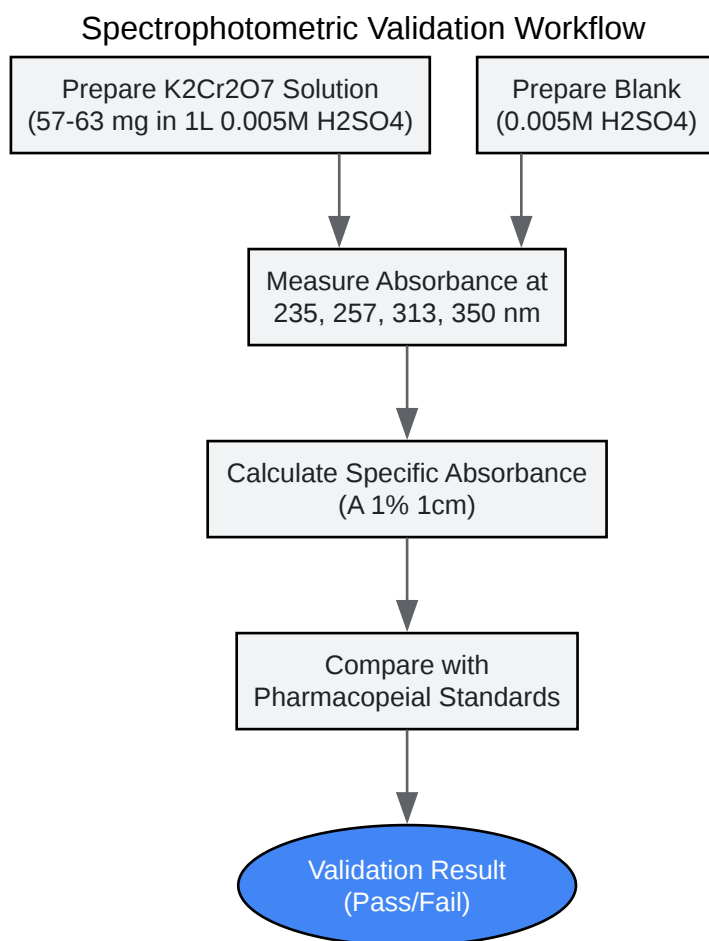 Spectrophotometric Validation Workflow
Prepare K2Cr2O7 Solution
(57-63 mg in 1L 0.005M H2SO4)
Prepare Blank
(0.005M H2SO4)
Measure Absorbance at
235, 257, 313, 350 nm
Calculate Specific Absorbance
(A 1% 1cm)
Compare with
Pharmacopeial Standards
Validation Result
(Pass/Fail)